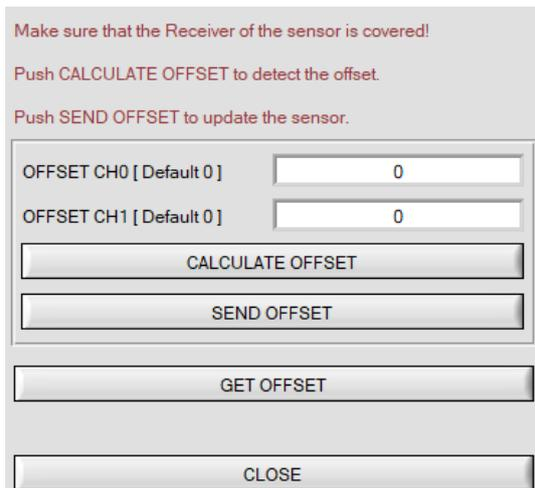 Make sure that the Receiver of the sensor is covered!
Push CALCULATE OFFSET to detect the offset.
Push SEND OFFSET to update the sensor.
OFFSET CH0 [ Default 0 ] 0
OFFSET CH1 [ Default 0 ] 0
CALCULATE OFFSET
SEND OFFSET
GET OFFSET
CLOSE